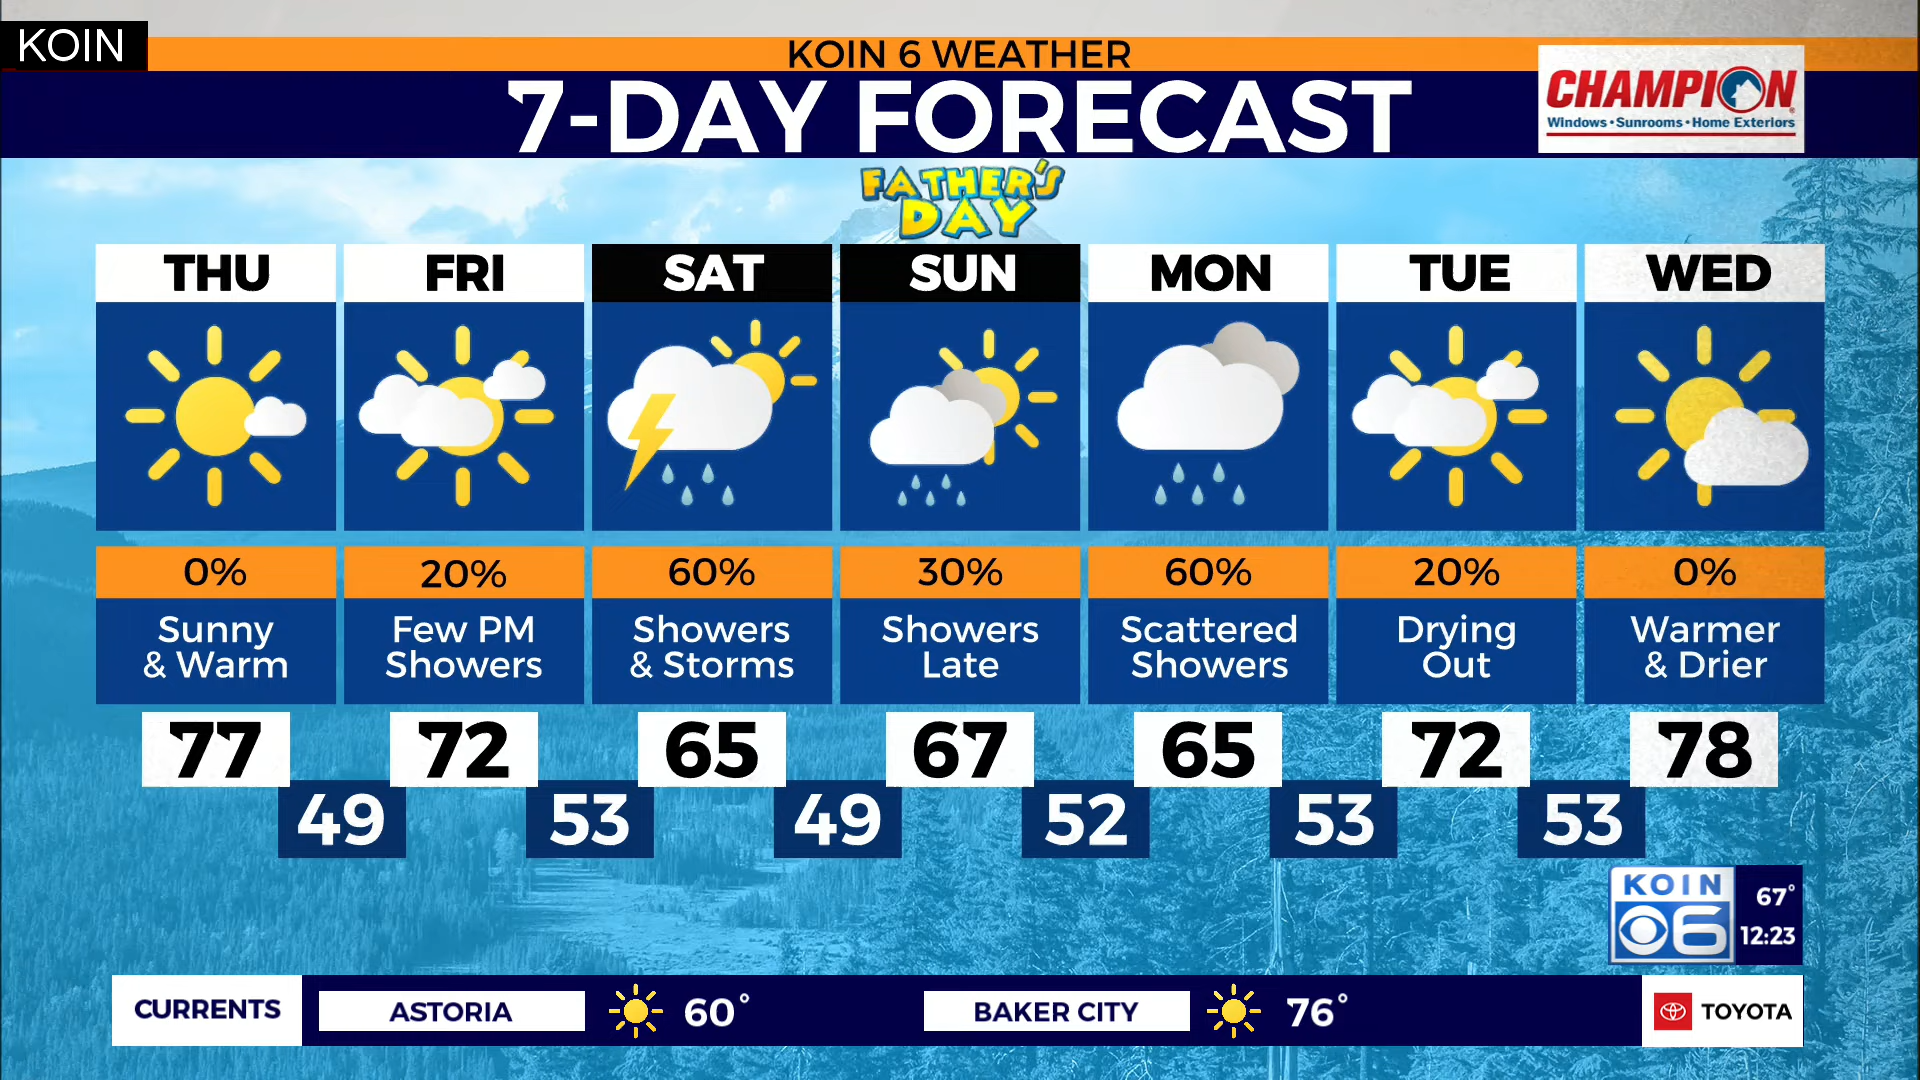 KOIN
KOIN 6 WEATHER
7-DAY FORECAST
CHAMPION
Windows • Sunrooms • Home Exteriors
FATHER'S
DAY
THU FRI SAT SUN MON TUE WED
0% 20% 60% 30% 60% 20% 0%
Sunny Few PM Showers Showers Scattered Drying Warmer
& Warm Showers & Storms Late Showers Out & Drier
77 72 65 67 65 72 78
49 53 49 52 53 53
KOIN
6
67°
12:23
CURRENTS ASTORIA 60° BAKER CITY 76° TOYOTA